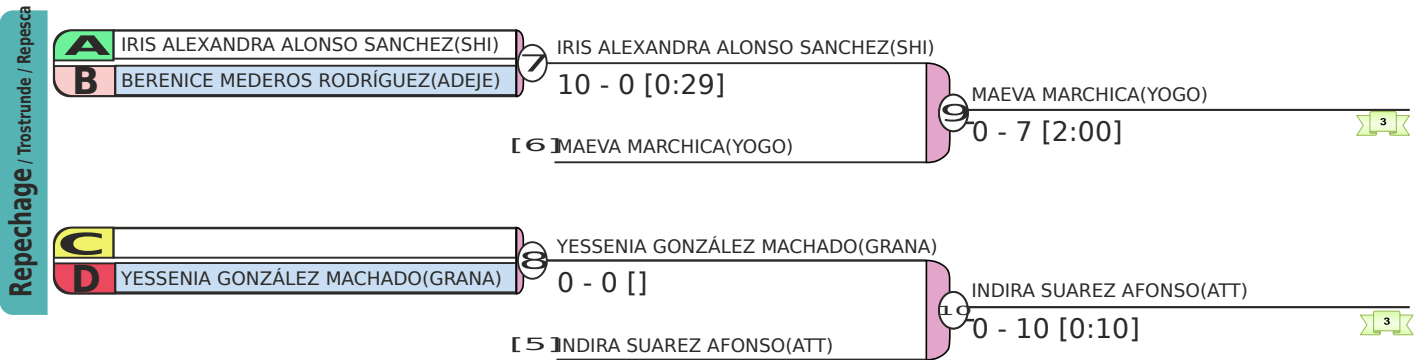 Repechage / Trostrunde / Repesca
A IRIS ALEXANDRA ALONSO SANCHEZ(SHI)
B BERENICE MEDEROS RODRÍGUEZ(ADEJE)
7
IRIS ALEXANDRA ALONSO SANCHEZ(SHI)
10 - 0 [0:29]
[6] MAEVA MARCHICA(YOGO)
9
MAEVA MARCHICA(YOGO)
0 - 7 [2:00]
3
C
D YESSENIA GONZÁLEZ MACHADO(GRANA)
8
YESSENIA GONZÁLEZ MACHADO(GRANA)
0 - 0 []
[5] INDIRA SUAREZ AFONSO(ATT)
10
INDIRA SUAREZ AFONSO(ATT)
0 - 10 [0:10]
3